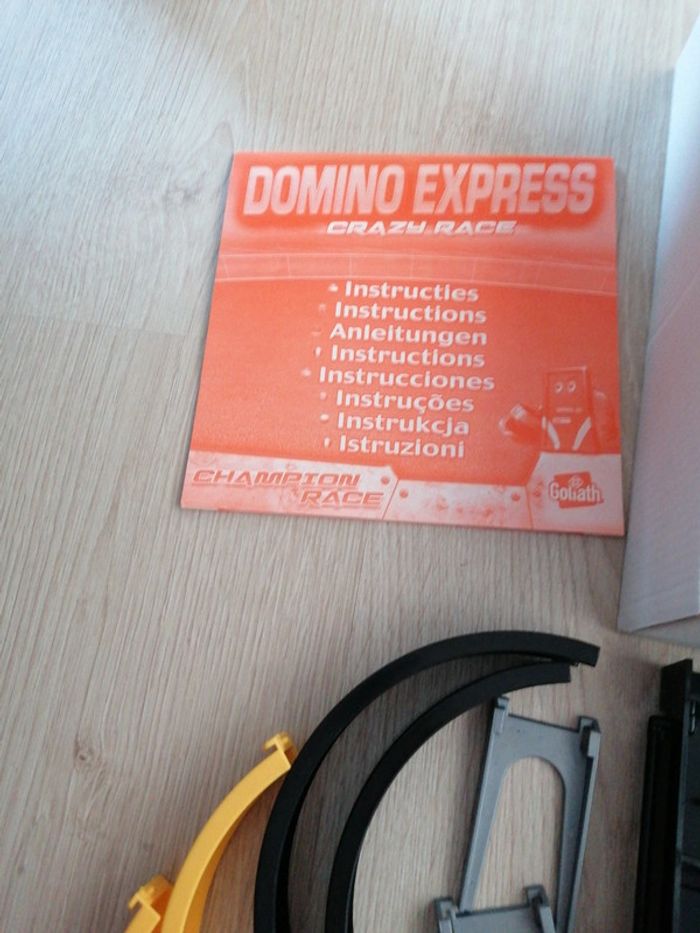 DOMINO EXPRESS
CRAZY RACE
Instructies
Instructions
Anleitungen
Instructions
Instrucciones
Instruções
Instrukcja
Istruzioni
CHAMPION
RACE
Goliath